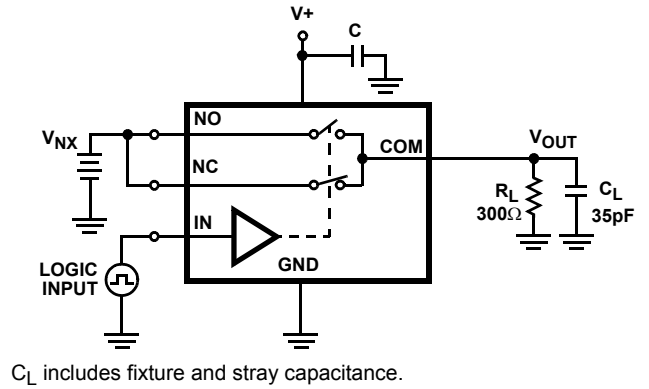 V+
C
NO
V_NX
COM
V_OUT
NC
R_L
300Ω
C_L
35pF
IN
LOGIC
INPUT
GND
C_L includes fixture and stray capacitance.